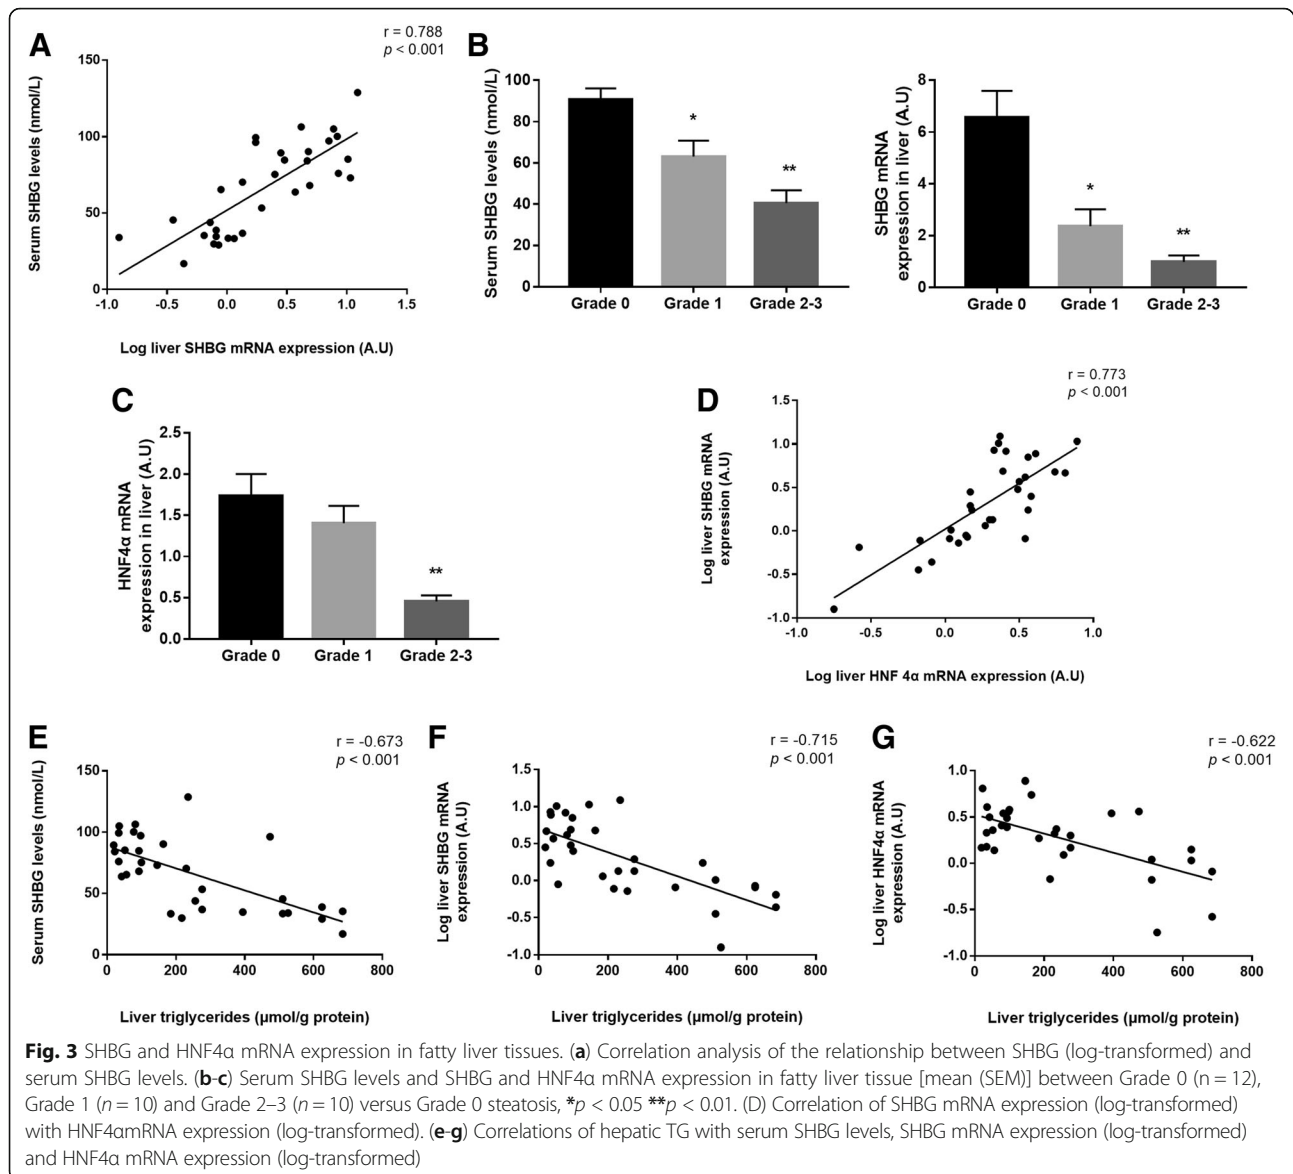 A
r = 0.788
p < 0.001
Serum SHBG levels (nmol/L)
150
100
50
0
-1.0
-0.5
0.0
0.5
1.0
1.5
Log liver SHBG mRNA expression (A.U)
B
Serum SHBG levels (nmol/L)
100
80
60
40
20
0
*
**
Grade 0
Grade 1
Grade 2-3
SHBG mRNA
expression in liver (A.U)
8
6
4
2
0
*
**
Grade 0
Grade 1
Grade 2-3
C
HNF4α mRNA
expression in liver (A.U)
2.5
2.0
1.5
1.0
0.5
0.0
**
Grade 0
Grade 1
Grade 2-3
D
r = 0.773
p < 0.001
Log liver SHBG mRNA
expression (A.U)
1.5
1.0
0.5
0.0
-0.5
-1.0
-1.0
-0.5
0.0
0.5
1.0
Log liver HNF 4α mRNA expression (A.U)
E
r = -0.673
p < 0.001
Serum SHBG levels (nmol/L)
150
100
50
0
0
200
400
600
800
Liver triglycerides (µmol/g protein)
F
r = -0.715
p < 0.001
Log liver SHBG mRNA
expression (A.U)
1.5
1.0
0.5
0.0
-0.5
-1.0
0
200
400
600
800
Liver triglycerides (µmol/g protein)
G
r = -0.622
p < 0.001
Log liver HNF4α mRNA
expression (A.U)
1.0
0.5
0.0
-0.5
-1.0
0
200
400
600
800
Liver triglycerides (µmol/g protein)
Fig. 3 SHBG and HNF4α mRNA expression in fatty liver tissues. (a) Correlation analysis of the relationship between SHBG (log-transformed) and
serum SHBG levels. (b-c) Serum SHBG levels and SHBG and HNF4α mRNA expression in fatty liver tissue [mean (SEM)] between Grade 0 (n = 12),
Grade 1 (n = 10) and Grade 2–3 (n = 10) versus Grade 0 steatosis, *p < 0.05 **p < 0.01. (D) Correlation of SHBG mRNA expression (log-transformed)
with HNF4αmRNA expression (log-transformed). (e-g) Correlations of hepatic TG with serum SHBG levels, SHBG mRNA expression (log-transformed)
and HNF4α mRNA expression (log-transformed)